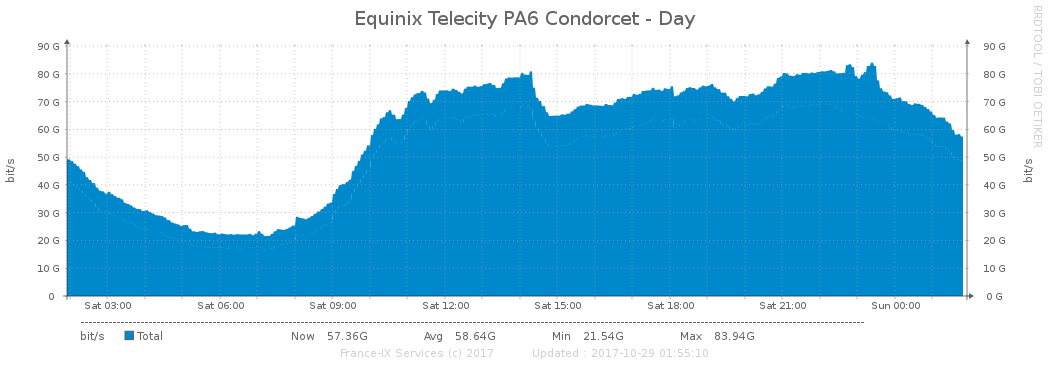 Equinix Telecity PA6 Condorcet - Day
RRDTOOL / TOBI OETIKER
90 G 90 G
80 G 80 G
70 G 70 G
60 G 60 G
50 G 50 G
40 G 40 G
30 G 30 G
20 G 20 G
10 G 10 G
0 0 G
bit/s bit/s
Sat 03:00 Sat 06:00 Sat 09:00 Sat 12:00 Sat 15:00 Sat 18:00 Sat 21:00 Sun 00:00
bit/s Total Now 57.36G Avg 58.64G Min 21.54G Max 83.94G
France-IX Services (c) 2017 Updated : 2017-10-29 01:55:10